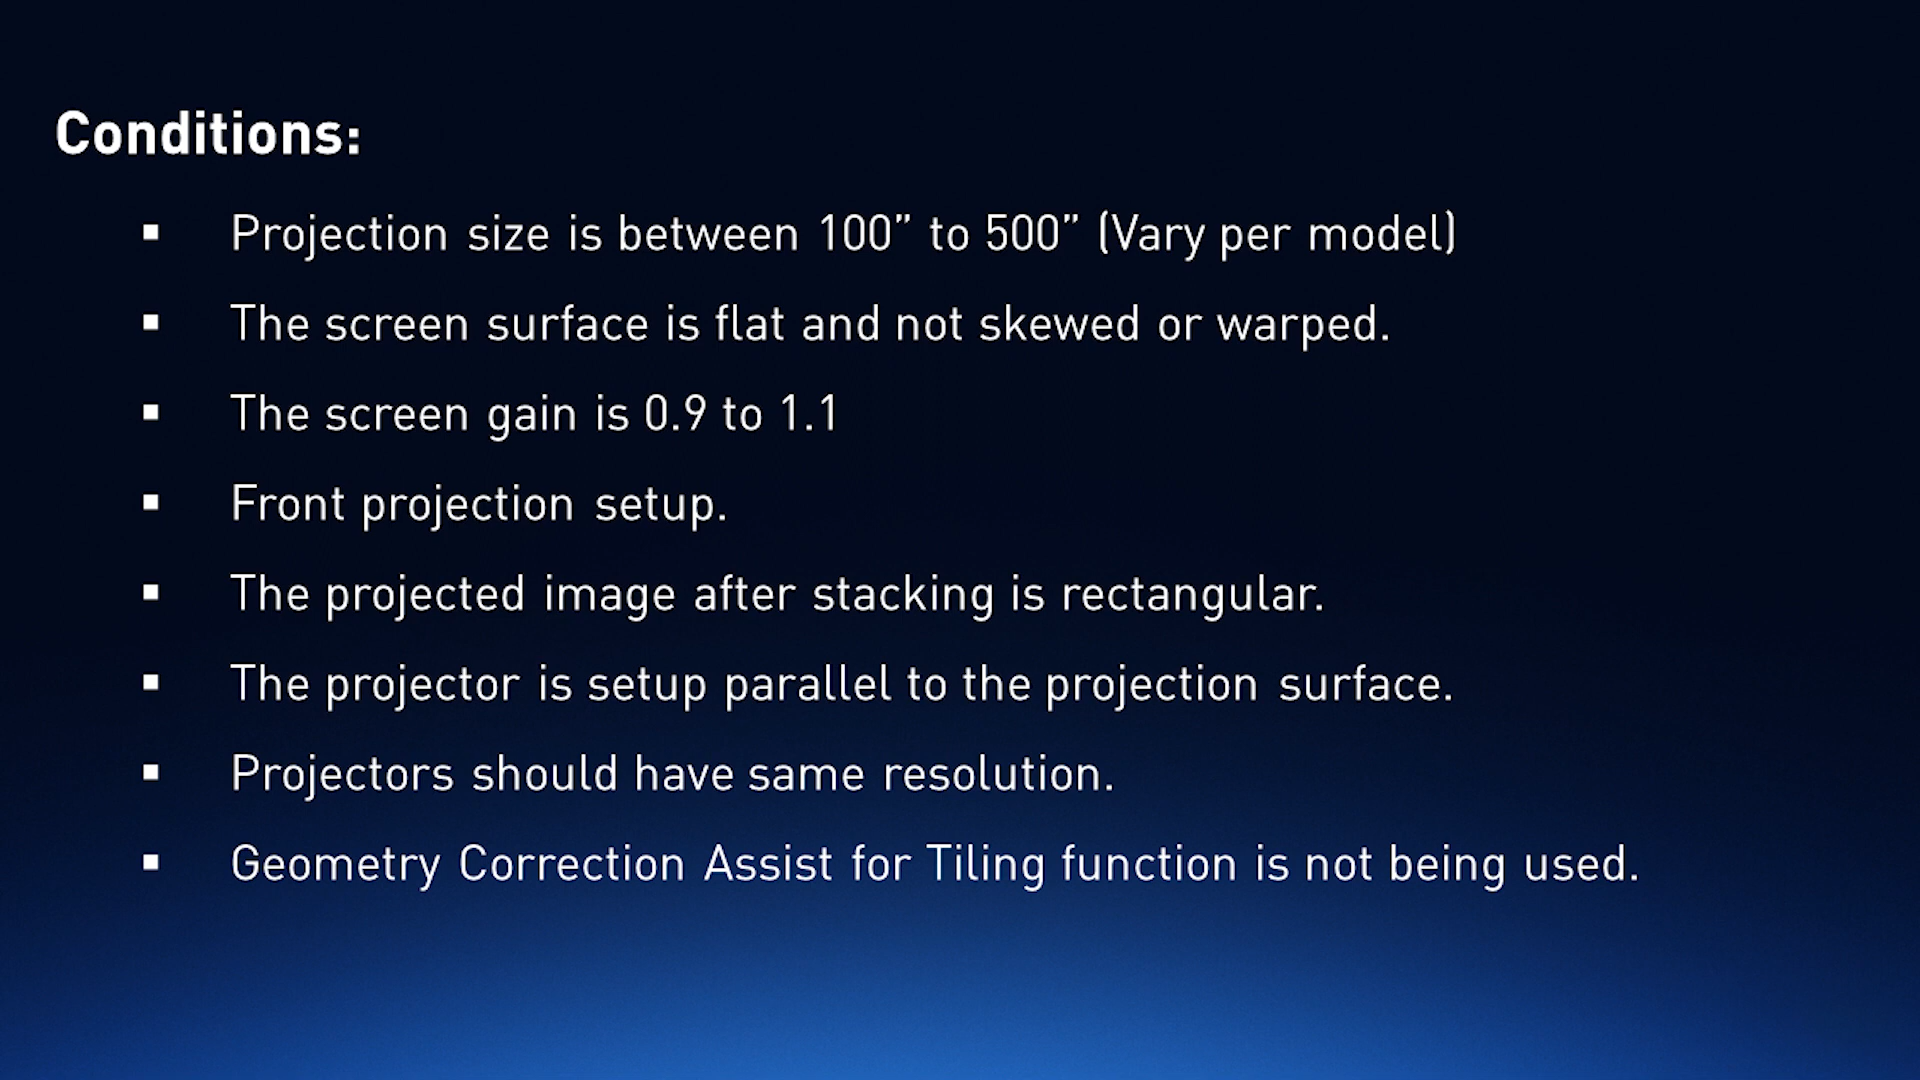 Conditions:
▪ Projection size is between 100” to 500” (Vary per model)
▪ The screen surface is flat and not skewed or warped.
▪ The screen gain is 0.9 to 1.1
▪ Front projection setup.
▪ The projected image after stacking is rectangular.
▪ The projector is setup parallel to the projection surface.
▪ Projectors should have same resolution.
▪ Geometry Correction Assist for Tiling function is not being used.